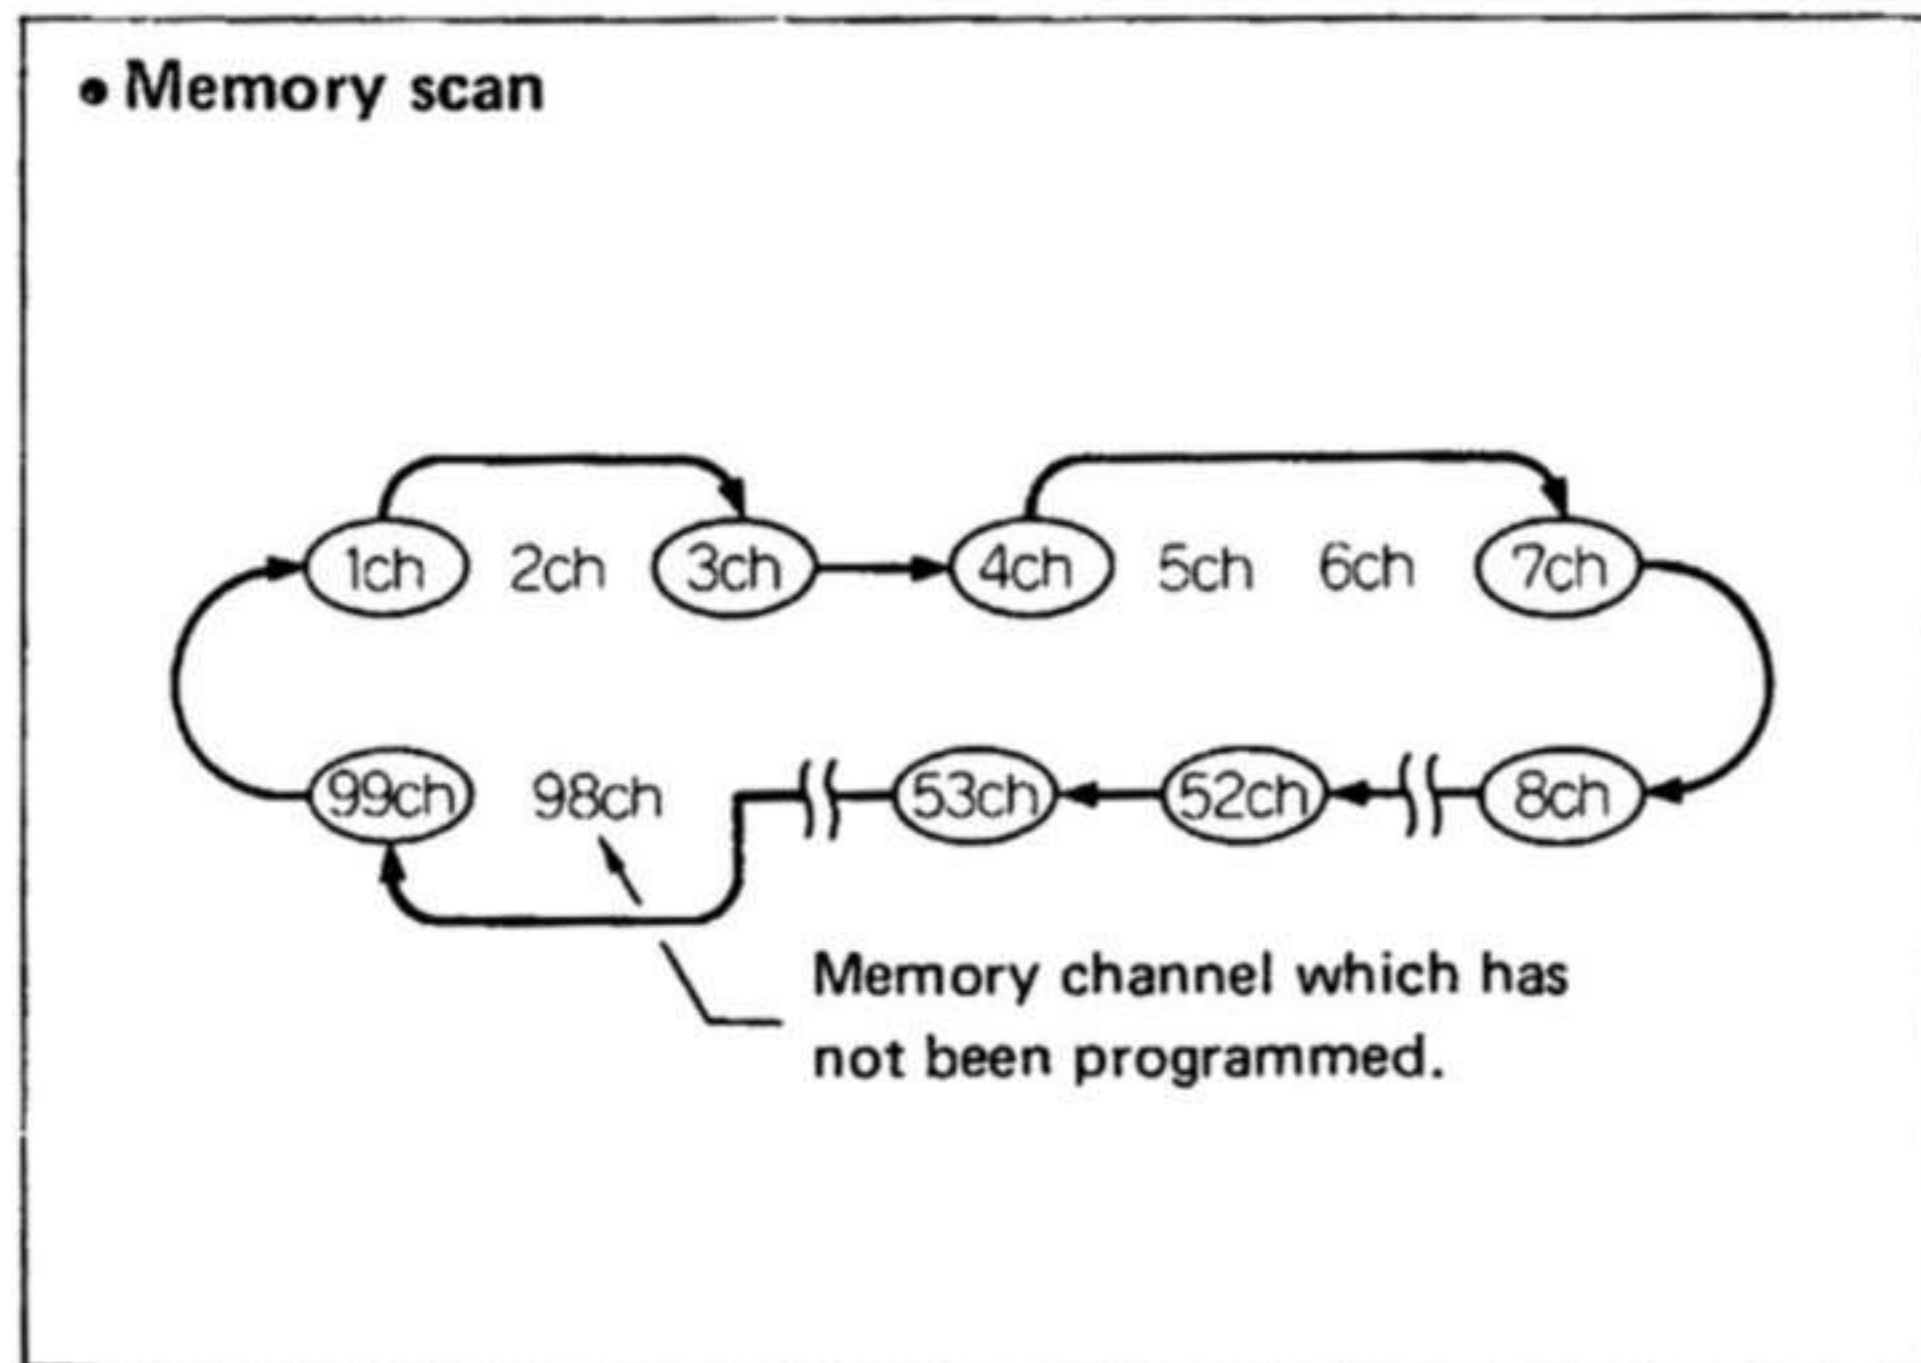 • Memory scan
1ch 2ch 3ch 4ch 5ch 6ch 7ch
99ch 98ch 53ch 52ch 8ch
Memory channel which has
not been programmed.